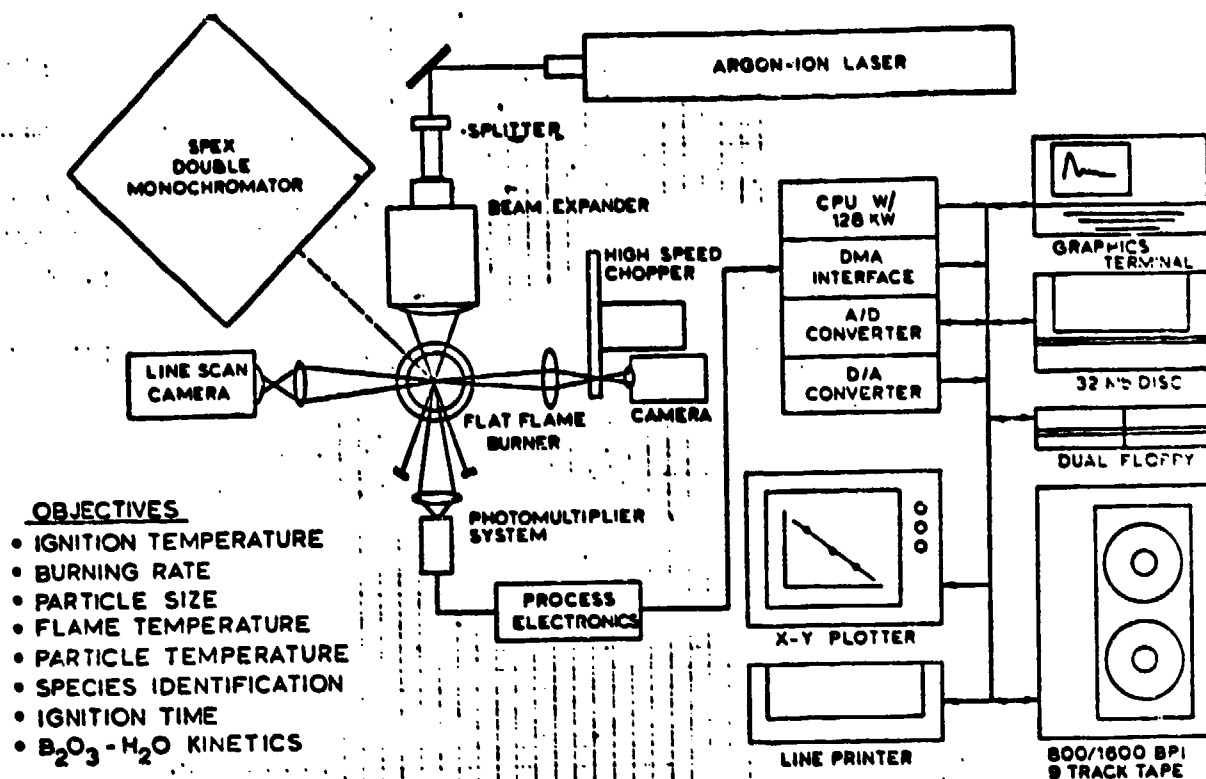 ARGON-ION LASER
SPLITTER
SPEX
DOUBLE
MONOCHROMATOR
BEAM EXPANDER
HIGH SPEED
CHOPPER
CPU W/
128 KW
DMA
INTERFACE
A/D
CONVERTER
D/A
CONVERTER
GRAPHICS
TERMINAL
LINE SCAN
CAMERA
CAMERA
FLAT FLAME
BURNER
32 Mb DISC
DUAL FLOPPY
PHOTOMULTIPLIER
SYSTEM
PROCESS
ELECTRONICS
X-Y PLOTTER
LINE PRINTER
800/1600 BPI
9 TRACK TAPE
OBJECTIVES
• IGNITION TEMPERATURE
• BURNING RATE
• PARTICLE SIZE
• FLAME TEMPERATURE
• PARTICLE TEMPERATURE
• SPECIES IDENTIFICATION
• IGNITION TIME
• B₂O₃-H₂O KINETICS